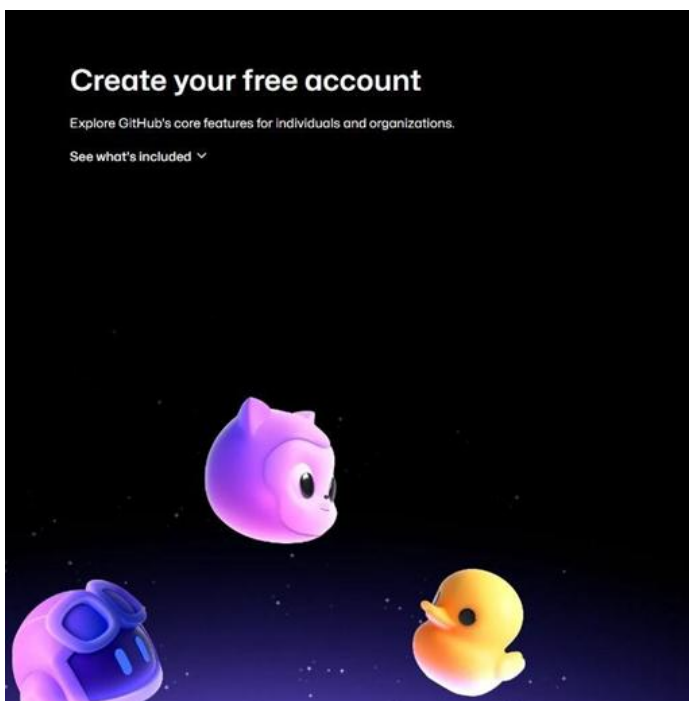 Create your free account
Explore GitHub's core features for individuals and organizations.
See what's included